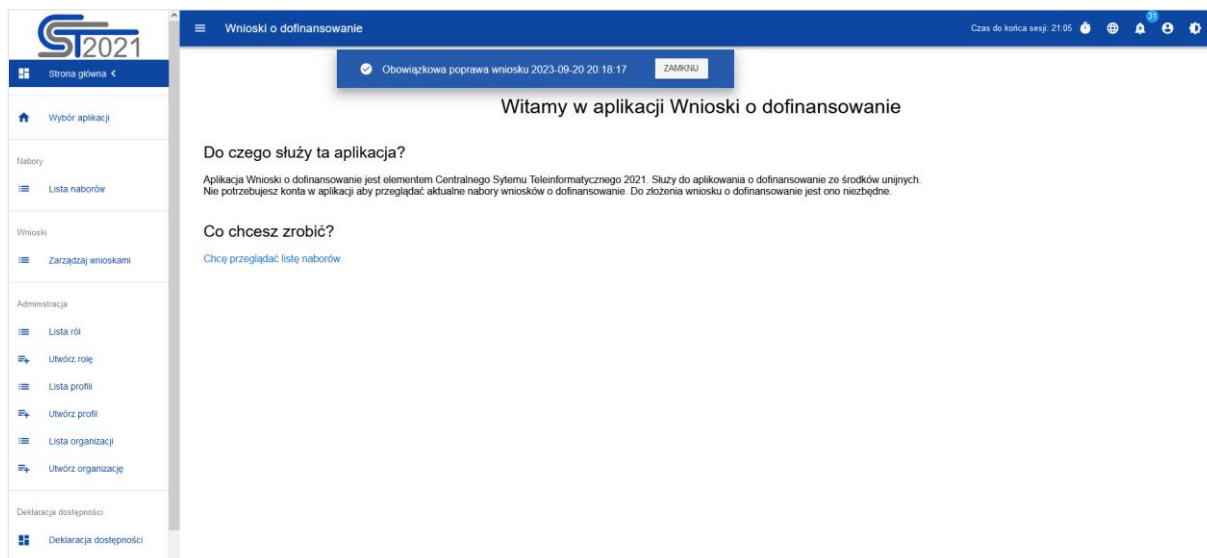 CST2021
Wnioski o dofinansowanie
Czas do końca sesji: 21:05
31
Strona główna
Obowiązkowa poprawa wniosku 2023-09-20 20:18:17
ZAMKNIJ
Wybór aplikacji
Nabory
Lista naborów
Wnioski
Zarządzaj wnioskami
Administracja
Lista ról
Utwórz rolę
Lista profili
Utwórz profil
Lista organizacji
Utwórz organizację
Deklaracja dostępności
Deklaracja dostępności
Witamy w aplikacji Wnioski o dofinansowanie
Do czego służy ta aplikacja?
Aplikacja Wnioski o dofinansowanie jest elementem Centralnego Sytemu Teleinformatycznego 2021. Służy do aplikowania o dofinansowanie ze środków unijnych.
Nie potrzebujesz konta w aplikacji aby przeglądać aktualne nabory wniosków o dofinansowanie. Do złożenia wniosku o dofinansowanie jest ono niezbędne.
Co chcesz zrobić?
Chcę przeglądać listę naborów